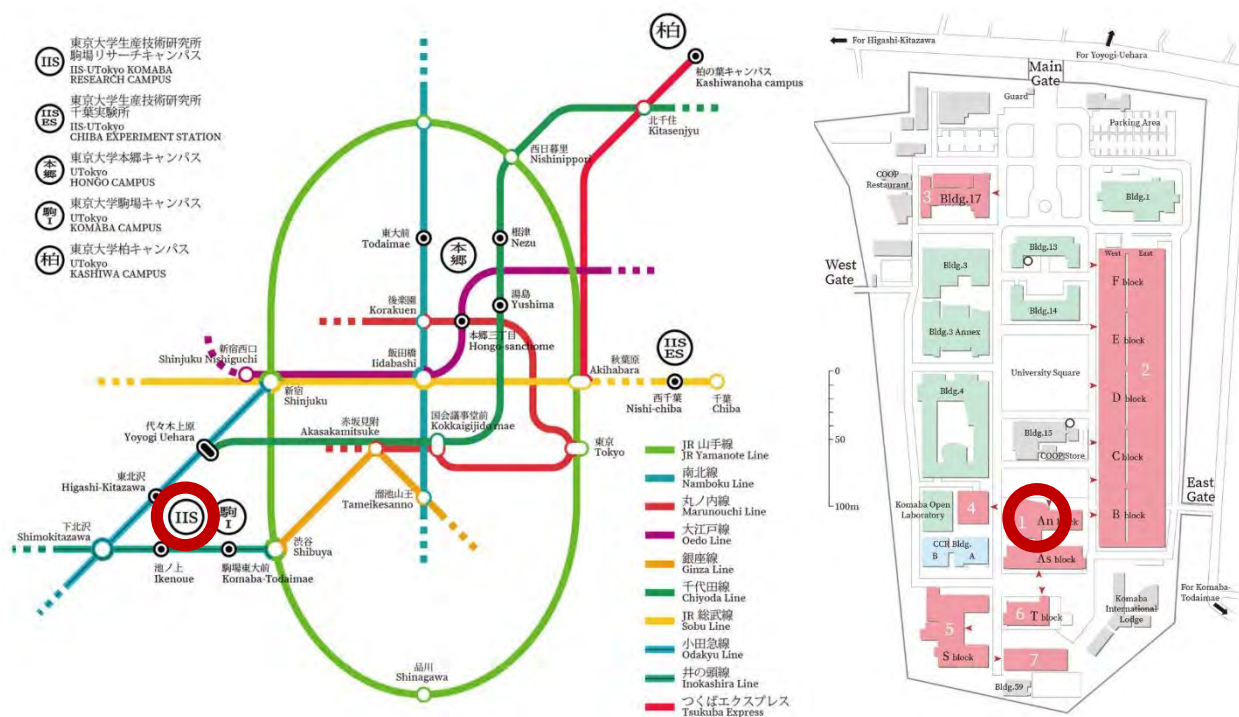 IIS
東京大学生産技術研究所
駒場リサーチキャンパス
IIS-UTokyo KOMABA
RESEARCH CAMPUS
IIS
ES
東京大学生産技術研究所
千葉実験所
IIS-UTokyo
CHIBA EXPERIMENT STATION
本郷
東京大学本郷キャンパス
UTokyo
HONGO CAMPUS
駒I
東京大学駒場キャンパス
UTokyo
KOMABA CAMPUS
柏
東京大学柏キャンパス
UTokyo
KASHIWA CAMPUS
柏
柏の葉キャンパス
Kashiwanoha campus
北千住
Kitasenjyu
西日暮里
Nishinippori
東大前
Todaimae
本郷
根津
Nezu
湯島
Yushima
後楽園
Korakuen
本郷三丁目
Hongo-sanchome
新宿西口
Shinjuku Nishiguchi
飯田橋
Iidabashi
秋葉原
Akihabara
IIS
ES
新宿
Shinjuku
西千葉
Nishi-chiba
千葉
Chiba
代々木上原
Yoyogi Uehara
赤坂見附
Akasakamitsuke
国会議事堂前
Kokkaigijido mae
東京
Tokyo
東北沢
Higashi-Kitazawa
溜池山王
Tameikesanno
IIS
駒I
下北沢
Shimokitazawa
渋谷
Shibuya
池ノ上
Ikenoue
駒場東大前
Komaba-Todaimae
品川
Shinagawa
JR 山手線
JR Yamanote Line
南北線
Namboku Line
丸ノ内線
Marunouchi Line
大江戸線
Oedo Line
銀座線
Ginza Line
千代田線
Chiyoda Line
JR 総武線
Sobu Line
小田急線
Odakyu Line
井の頭線
Inokashira Line
つくばエクスプレス
Tsukuba Express
For Higashi-Kitazawa
For Yoyogi-Uehara
Main
Gate
Guard
Parking Area
COOP
Restaurant
3
Bldg.17
Bldg.1
Bldg.13
West
East
West
Gate
Bldg.3
F block
Bldg.14
Bldg.3 Annex
E block
2
University Square
0
10
50
100m
Bldg.4
D block
Bldg.15
COOP Store
C block
East
Gate
Komaba Open
Laboratory
4
1
An block
B block
CCR Bldg.
B
A
As block
For Komaba-
Todaimae
6
T block
Komaba
International
Lodge
5
S block
7
Bldg.59